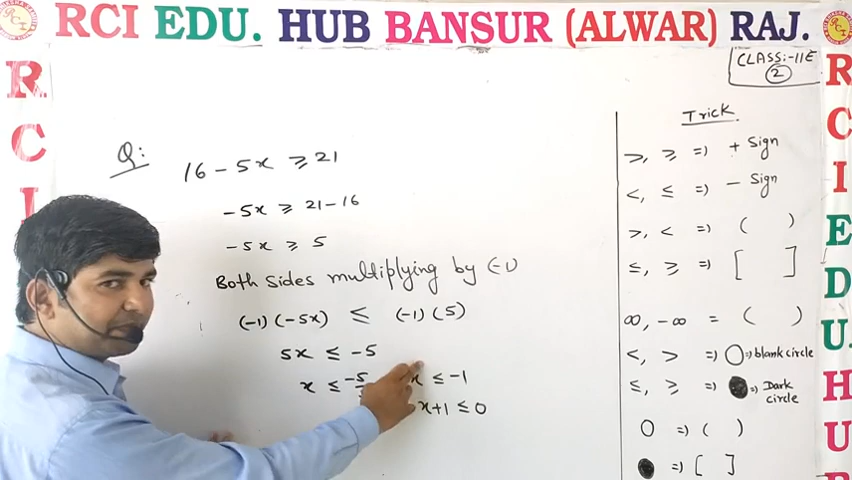 RCI EDU. HUB BANSUR (ALWAR) RAJ.
CLASS:-11E
2
R
C
I
Q:
16 - 5x ≥ 21
-5x ≥ 21-16
-5x ≥ 5
Both Sides multiplying by (-1)
(-1) (-5x) ≤ (-1) (5)
5x ≤ -5
x ≤ -5
x ≤ -1
x+1 ≤ 0
Trick
>, ≥ => + Sign
<, ≤ => - Sign
>, < => ( )
≤, ≥ => [ ]
∞, -∞ = ( )
<, > => ○ => blank circle
≤, ≥ => ● => Dark circle
○ => ( )
● => [ ]
R
C
I
E
D
U.
H
U
B